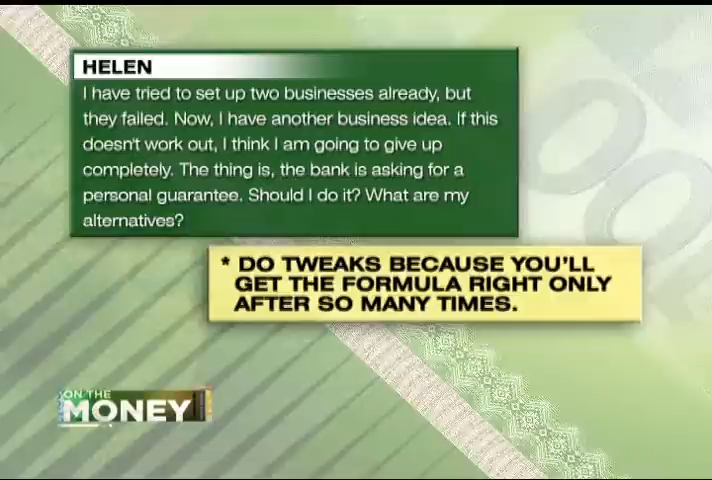 HELEN
I have tried to set up two businesses already, but
they failed. Now, I have another business idea. If this
doesn't work out, I think I am going to give up
completely. The thing is, the bank is asking for a
personal guarantee. Should I do it? What are my
alternatives?
* DO TWEAKS BECAUSE YOU'LL
GET THE FORMULA RIGHT ONLY
AFTER SO MANY TIMES.
ON THE
MONEY